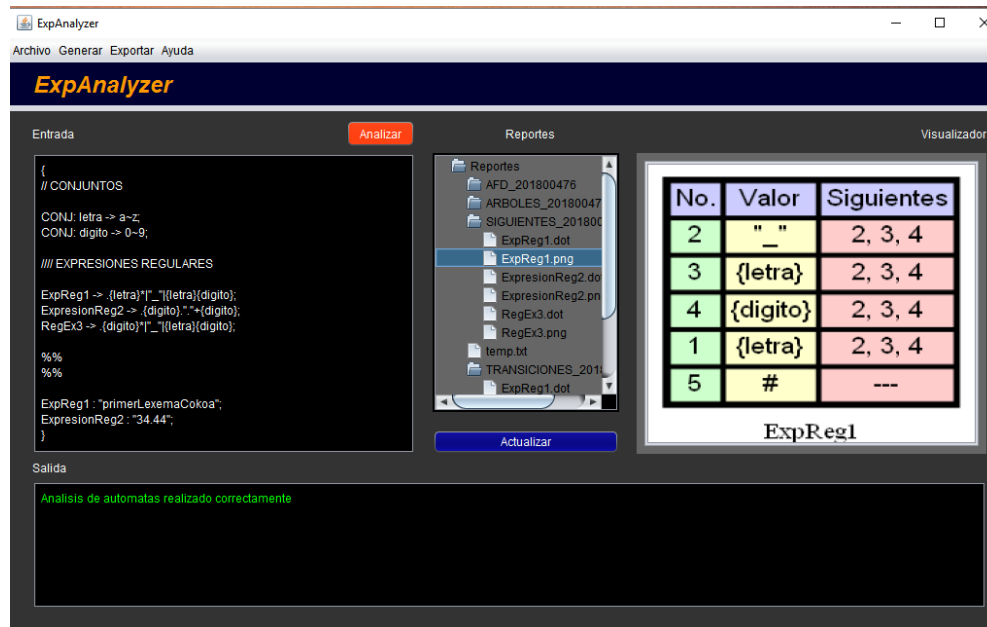 ExpAnalyzer
Archivo Generar Exportar Ayuda
ExpAnalyzer
Entrada
Analizar
{
// CONJUNTOS
CONJ: letra -> a~z;
CONJ: digito -> 0~9;
//// EXPRESIONES REGULARES
ExpReg1 -> .{letra}*|"_"|{letra}{digito};
ExpresionReg2 -> .{digito}."."+{digito};
RegEx3 -> .{digito}*|"_"|{letra}{digito};
%%
%%
ExpReg1 : "primerLexemaCokoa";
ExpresionReg2 : "34.44";
}
Reportes
Reportes
AFD_201800476
ARBOLES_20180047
SIGUIENTES_201800
ExpReg1.dot
ExpReg1.png
ExpresionReg2.do
ExpresionReg2.pn
RegEx3.dot
RegEx3.png
temp.txt
TRANSICIONES_201
ExpReg1.dot
Actualizar
Visualizador
No. Valor Siguientes
2 "_" 2, 3, 4
3 {letra} 2, 3, 4
4 {digito} 2, 3, 4
1 {letra} 2, 3, 4
5 # ---
ExpReg1
Salida
Analisis de automatas realizado correctamente